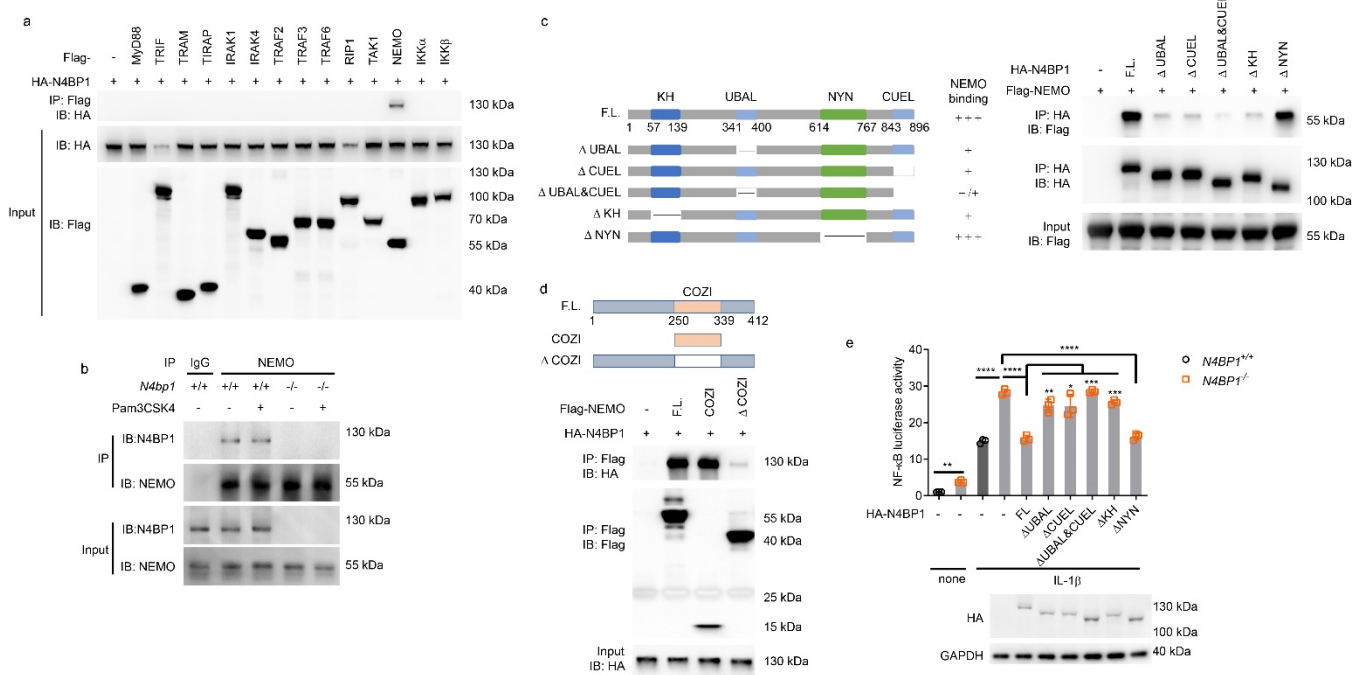 a
Flag-
-
MyD88
TRIF
TRAM
TIRAP
IRAK1
IRAK4
TRAF2
TRAF3
TRAF6
RIP1
TAK1
NEMO
IKKα
IKKβ
HA-N4BP1 + + + + + + + + + + + + + + +
IP: Flag
IB: HA
130 kDa
IB: HA
130 kDa
Input
IB: Flag
130 kDa
100 kDa
70 kDa
55 kDa
40 kDa
b
IP IgG NEMO
N4bp1 +/+ +/+ +/+ -/- -/-
Pam3CSK4 - - + - +
IP
IB:N4BP1 130 kDa
IB: NEMO 55 kDa
Input
IB:N4BP1 130 kDa
IB: NEMO 55 kDa
c
KH UBAL NYN CUEL
NEMO
binding
F.L. +++
1 57 139 341 400 614 767 843 896
Δ UBAL +
Δ CUEL +
Δ UBAL&CUEL −/+
Δ KH +
Δ NYN +++
HA-N4BP1 - F.L. Δ UBAL Δ CUEL Δ UBAL&CUEL Δ KH Δ NYN
Flag-NEMO + + + + + + +
IP: HA
IB: Flag
55 kDa
IP: HA
IB: HA
130 kDa
100 kDa
Input
IB: Flag
55 kDa
d
COZI
F.L.
1 250 339 412
COZI
Δ COZI
Flag-NEMO - F.L. COZI Δ COZI
HA-N4BP1 + + + +
IP: Flag
IB: HA
130 kDa
IP: Flag
IB: Flag
55 kDa
40 kDa
25 kDa
15 kDa
Input
IB: HA
130 kDa
e
NF-κB luciferase activity
40
30
20
10
0
**
****
****
****
**
*
***
***
N4BP1+/+
N4BP1-/-
HA-N4BP1 - - - - FL ΔUBAL ΔCUEL ΔUBAL&CUEL ΔKH ΔNYN
none IL-1β
HA
130 kDa
100 kDa
GAPDH
40 kDa